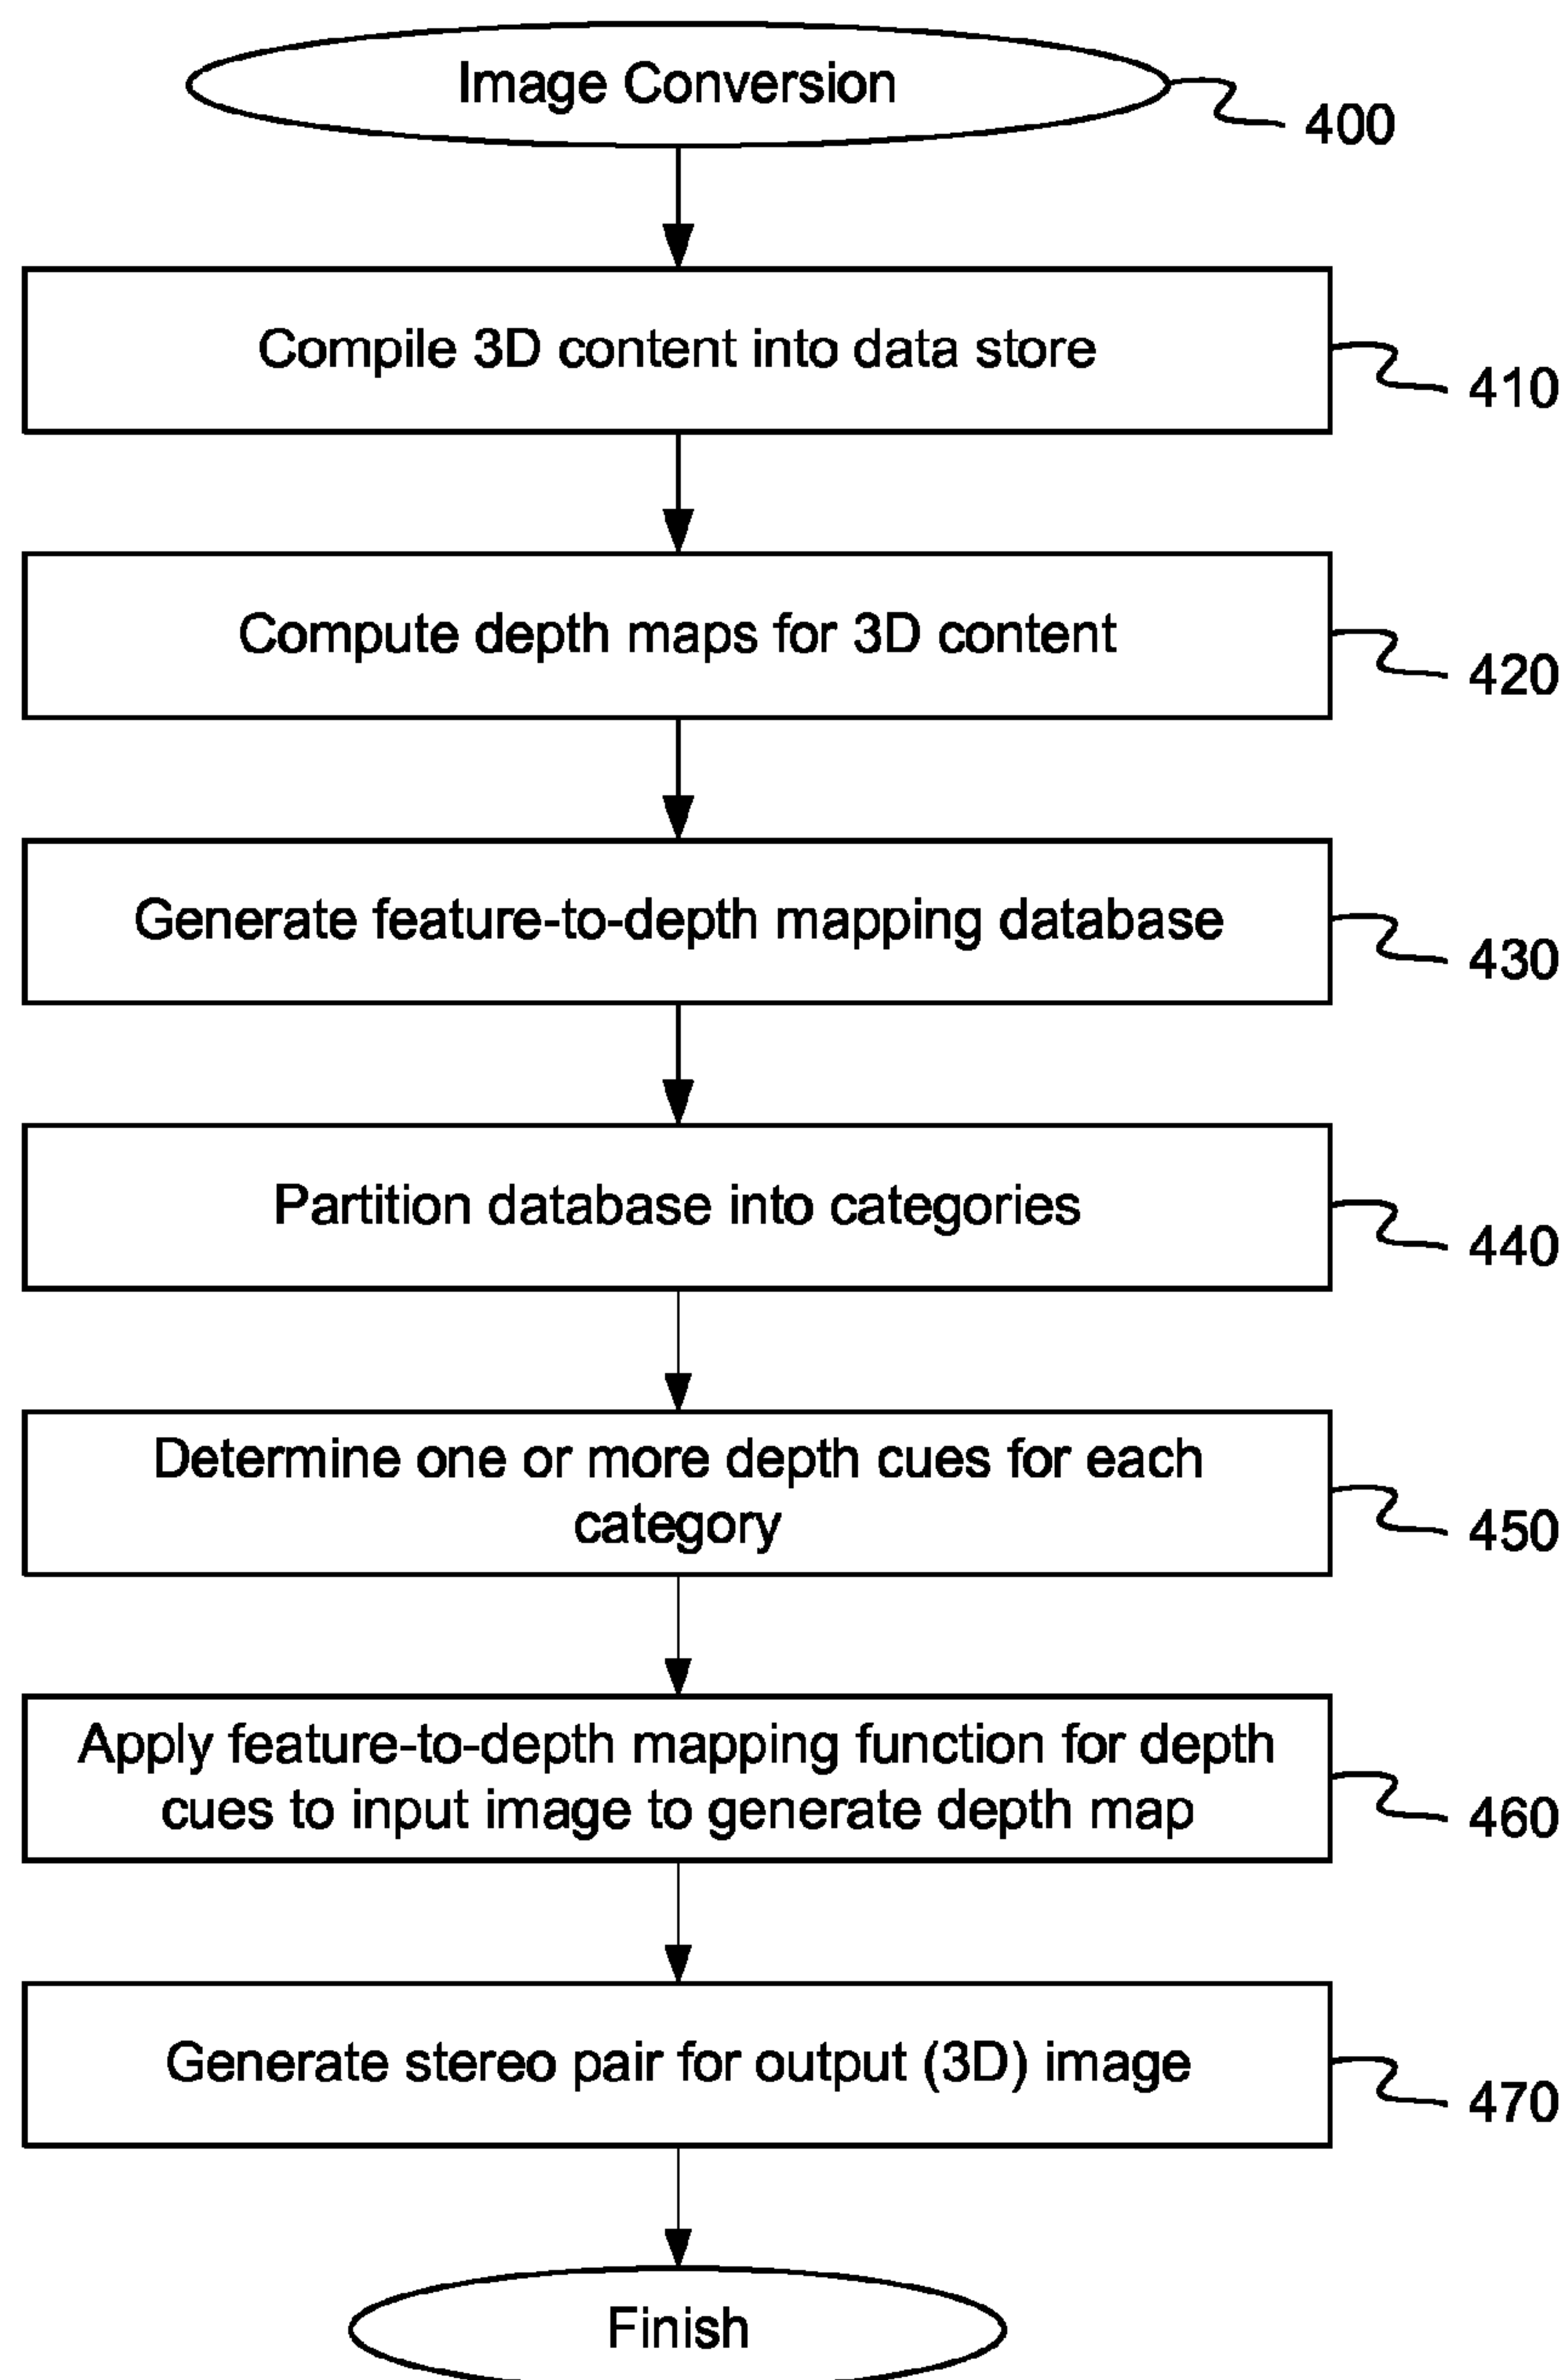 Image Conversion
400
Compile 3D content into data store
410
Compute depth maps for 3D content
420
Generate feature-to-depth mapping database
430
Partition database into categories
440
Determine one or more depth cues for each
category
450
Apply feature-to-depth mapping function for depth
cues to input image to generate depth map
460
Generate stereo pair for output (3D) image
470
Finish